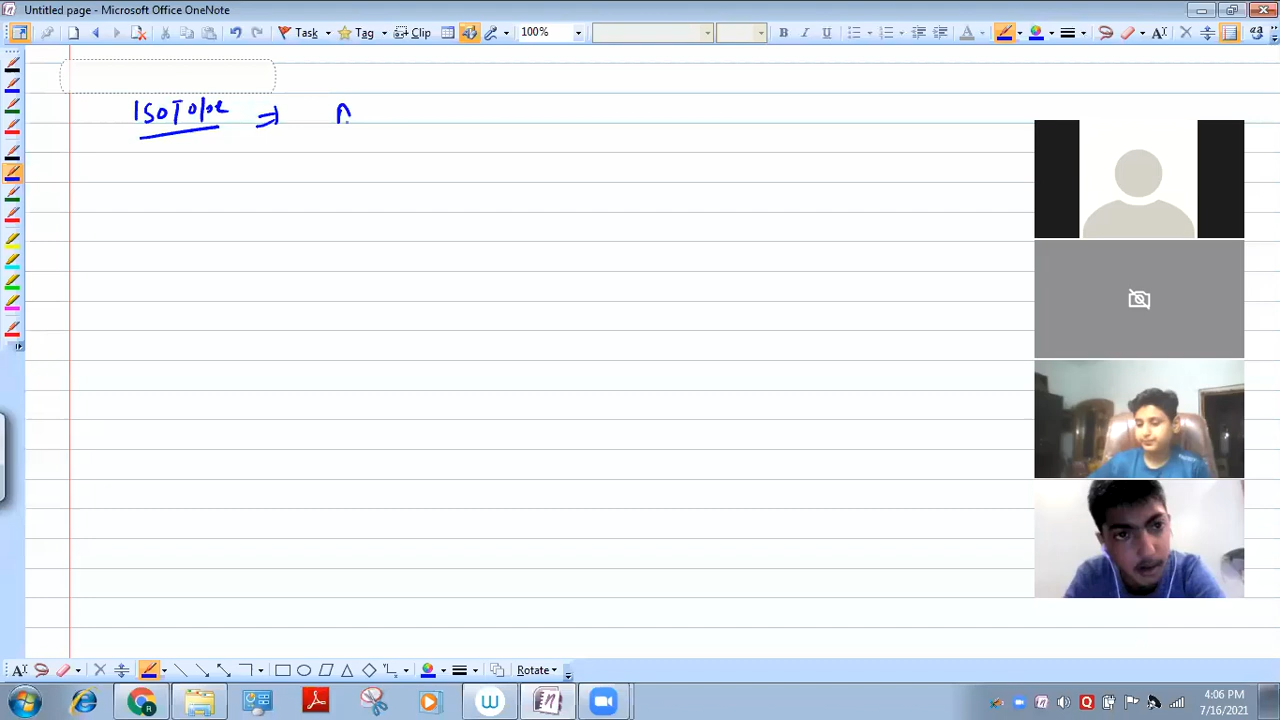 Untitled page - Microsoft Office OneNote
Task Tag Clip 100% B I U
ISOTope ⇒
Rotate
4:06 PM
7/16/2021